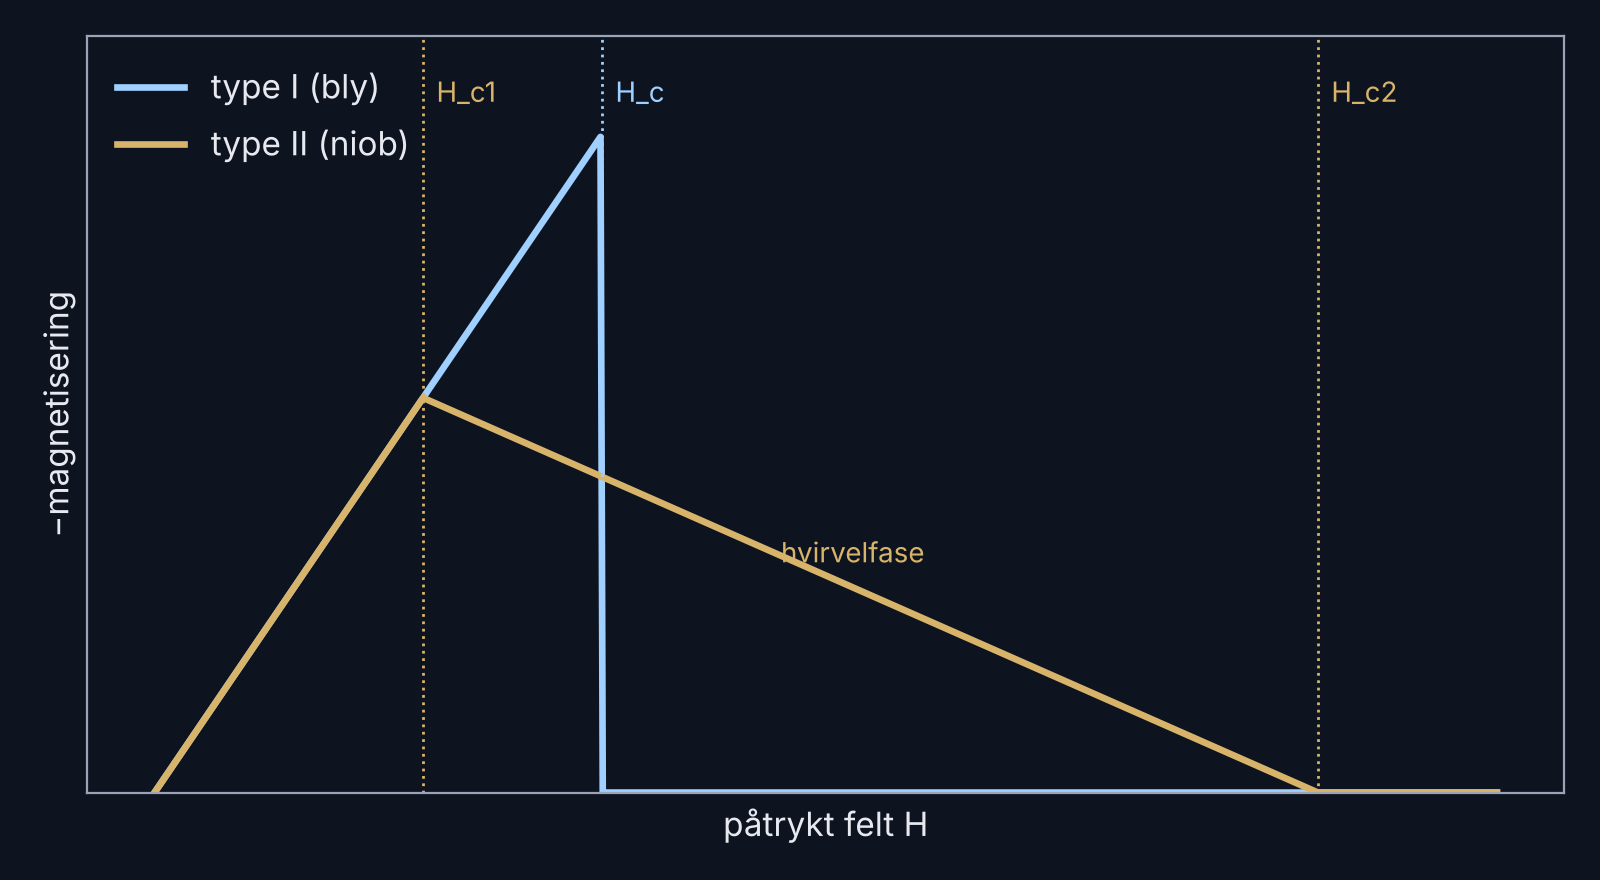 type I (bly)
type II (niob)
H_c1
H_c
H_c2
−magnetisering
hvirvelfase
påtrykt felt H